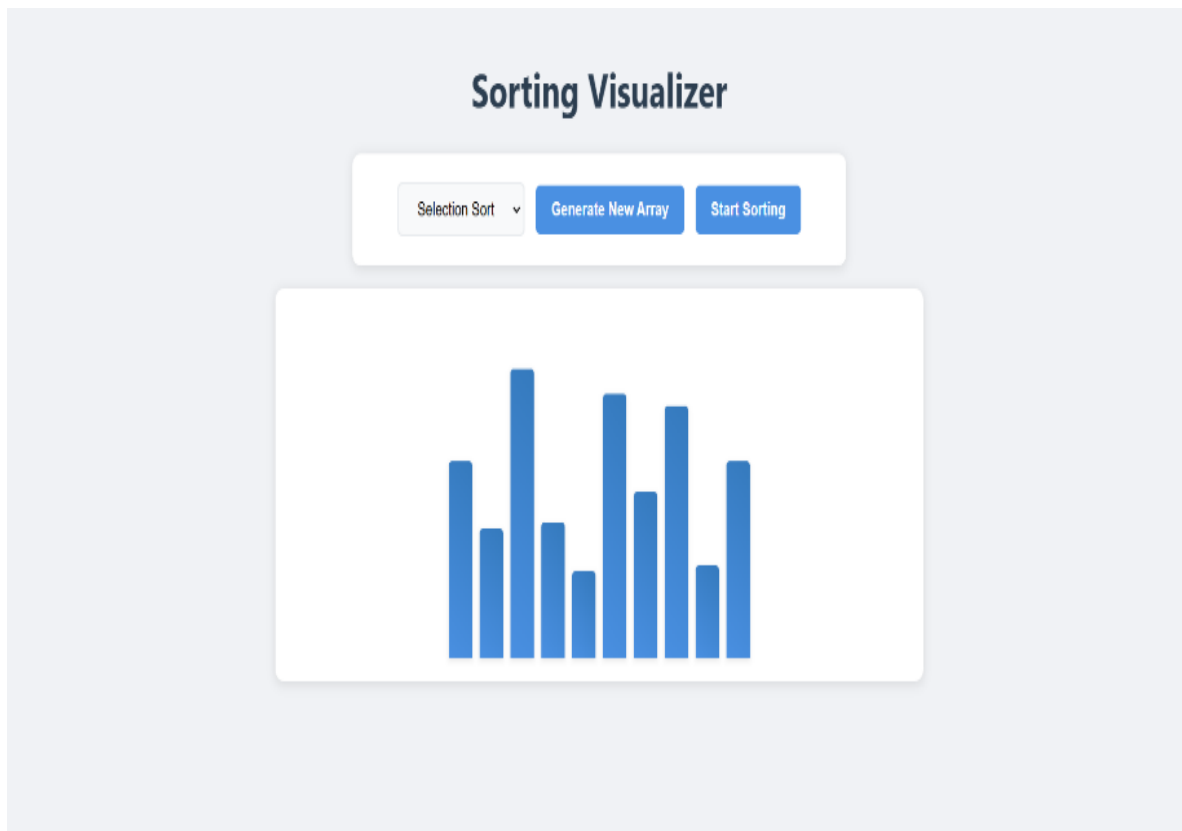 Sorting Visualizer
Selection Sort
Generate New Array
Start Sorting